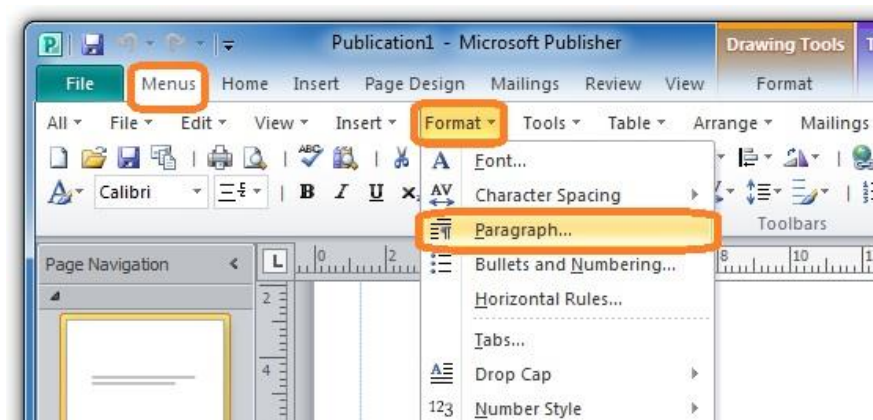 Publication1 - Microsoft Publisher Drawing Tools
File Menus Home Insert Page Design Mailings Review View Format
All File Edit View Insert Format Tools Table Arrange Mailings
ABC
A Font...
A Calibri B I U x AV Character Spacing
Paragraph... Toolbars
Page Navigation L 0 2 8 10
Bullets and Numbering...
2 Horizontal Rules...
Tabs...
4 A Drop Cap
123 Number Style